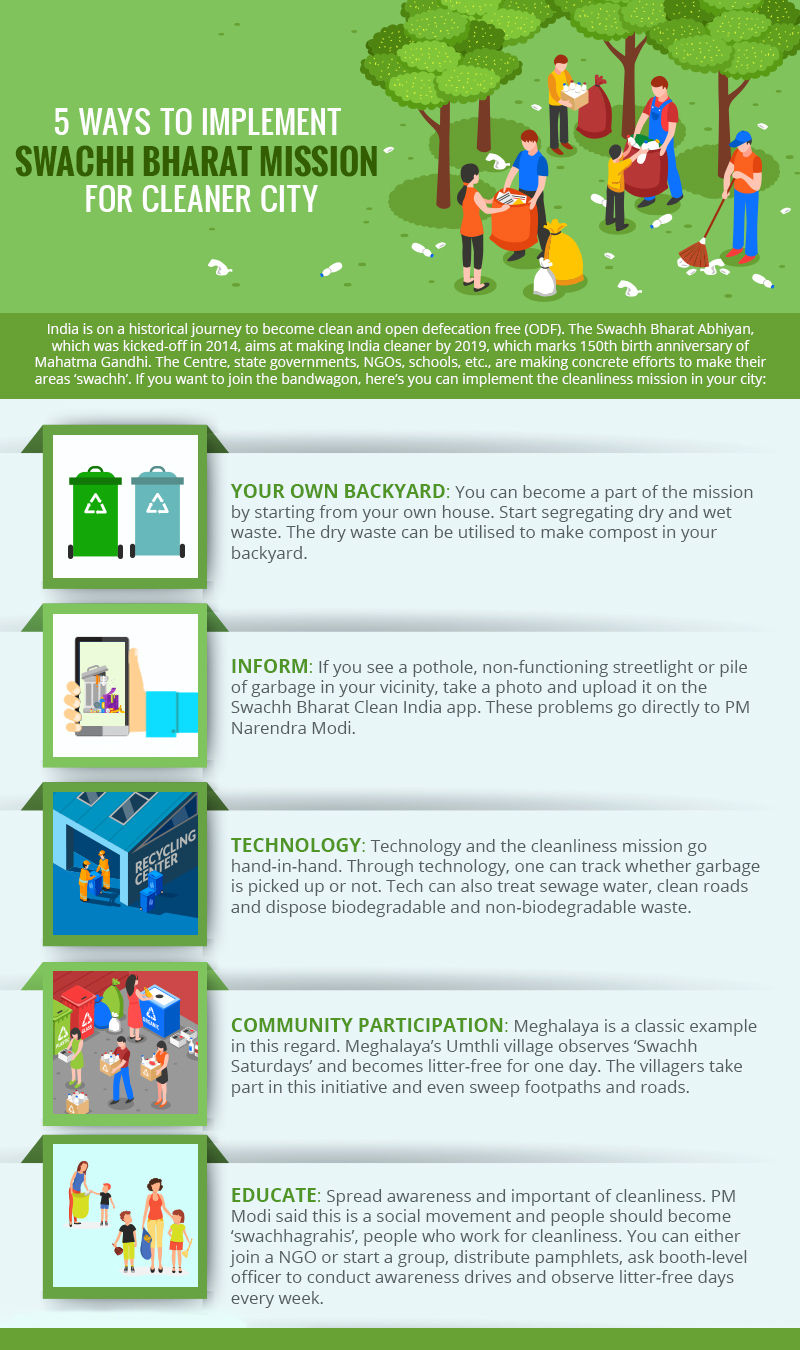 5 WAYS TO IMPLEMENT
SWACHH BHARAT MISSION
FOR CLEANER CITY
India is on a historical journey to become clean and open defecation free (ODF). The Swachh Bharat Abhiyan,
which was kicked-off in 2014, aims at making India cleaner by 2019, which marks 150th birth anniversary of
Mahatma Gandhi. The Centre, state governments, NGOs, schools, etc., are making concrete efforts to make their
areas ‘swachh’. If you want to join the bandwagon, here’s you can implement the cleanliness mission in your city:
YOUR OWN BACKYARD: You can become a part of the mission
by starting from your own house. Start segregating dry and wet
waste. The dry waste can be utilised to make compost in your
backyard.
INFORM: If you see a pothole, non-functioning streetlight or pile
of garbage in your vicinity, take a photo and upload it on the
Swachh Bharat Clean India app. These problems go directly to PM
Narendra Modi.
RECYCLING
CENTER
TECHNOLOGY: Technology and the cleanliness mission go
hand-in-hand. Through technology, one can track whether garbage
is picked up or not. Tech can also treat sewage water, clean roads
and dispose biodegradable and non-biodegradable waste.
PLASTIC
GLASS
ORGANIC
COMMUNITY PARTICIPATION: Meghalaya is a classic example
in this regard. Meghalaya’s Umthli village observes ‘Swachh
Saturdays’ and becomes litter-free for one day. The villagers take
part in this initiative and even sweep footpaths and roads.
EDUCATE: Spread awareness and important of cleanliness. PM
Modi said this is a social movement and people should become
‘swachhagrahis’, people who work for cleanliness. You can either
join a NGO or start a group, distribute pamphlets, ask booth-level
officer to conduct awareness drives and observe litter-free days
every week.